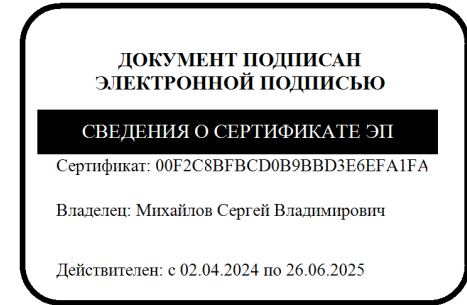 ДОКУМЕНТ ПОДПИСАН
ЭЛЕКТРОННОЙ ПОДПИСЬЮ
СВЕДЕНИЯ О СЕРТИФИКАТЕ ЭП
Сертификат: 00F2C8BFBCD0B9BBD3E6EFA1FA
Владелец: Михайлов Сергей Владимирович
Действителен: с 02.04.2024 по 26.06.2025